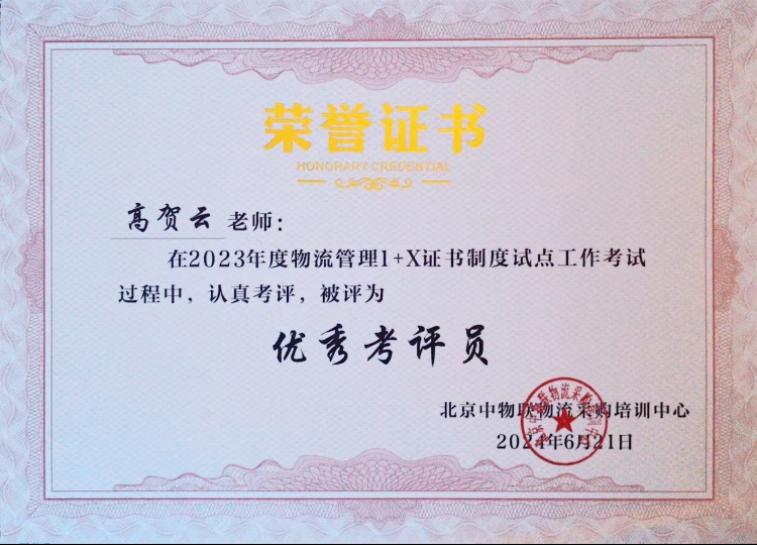 荣誉证书
HONORARY CREDENTIAL
高贺云老师：
在2023年度物流管理1+X证书制度试点工作考试
过程中，认真考评，被评为
优秀考评员
北京中物联物流采购培训中心
2024年6月21日